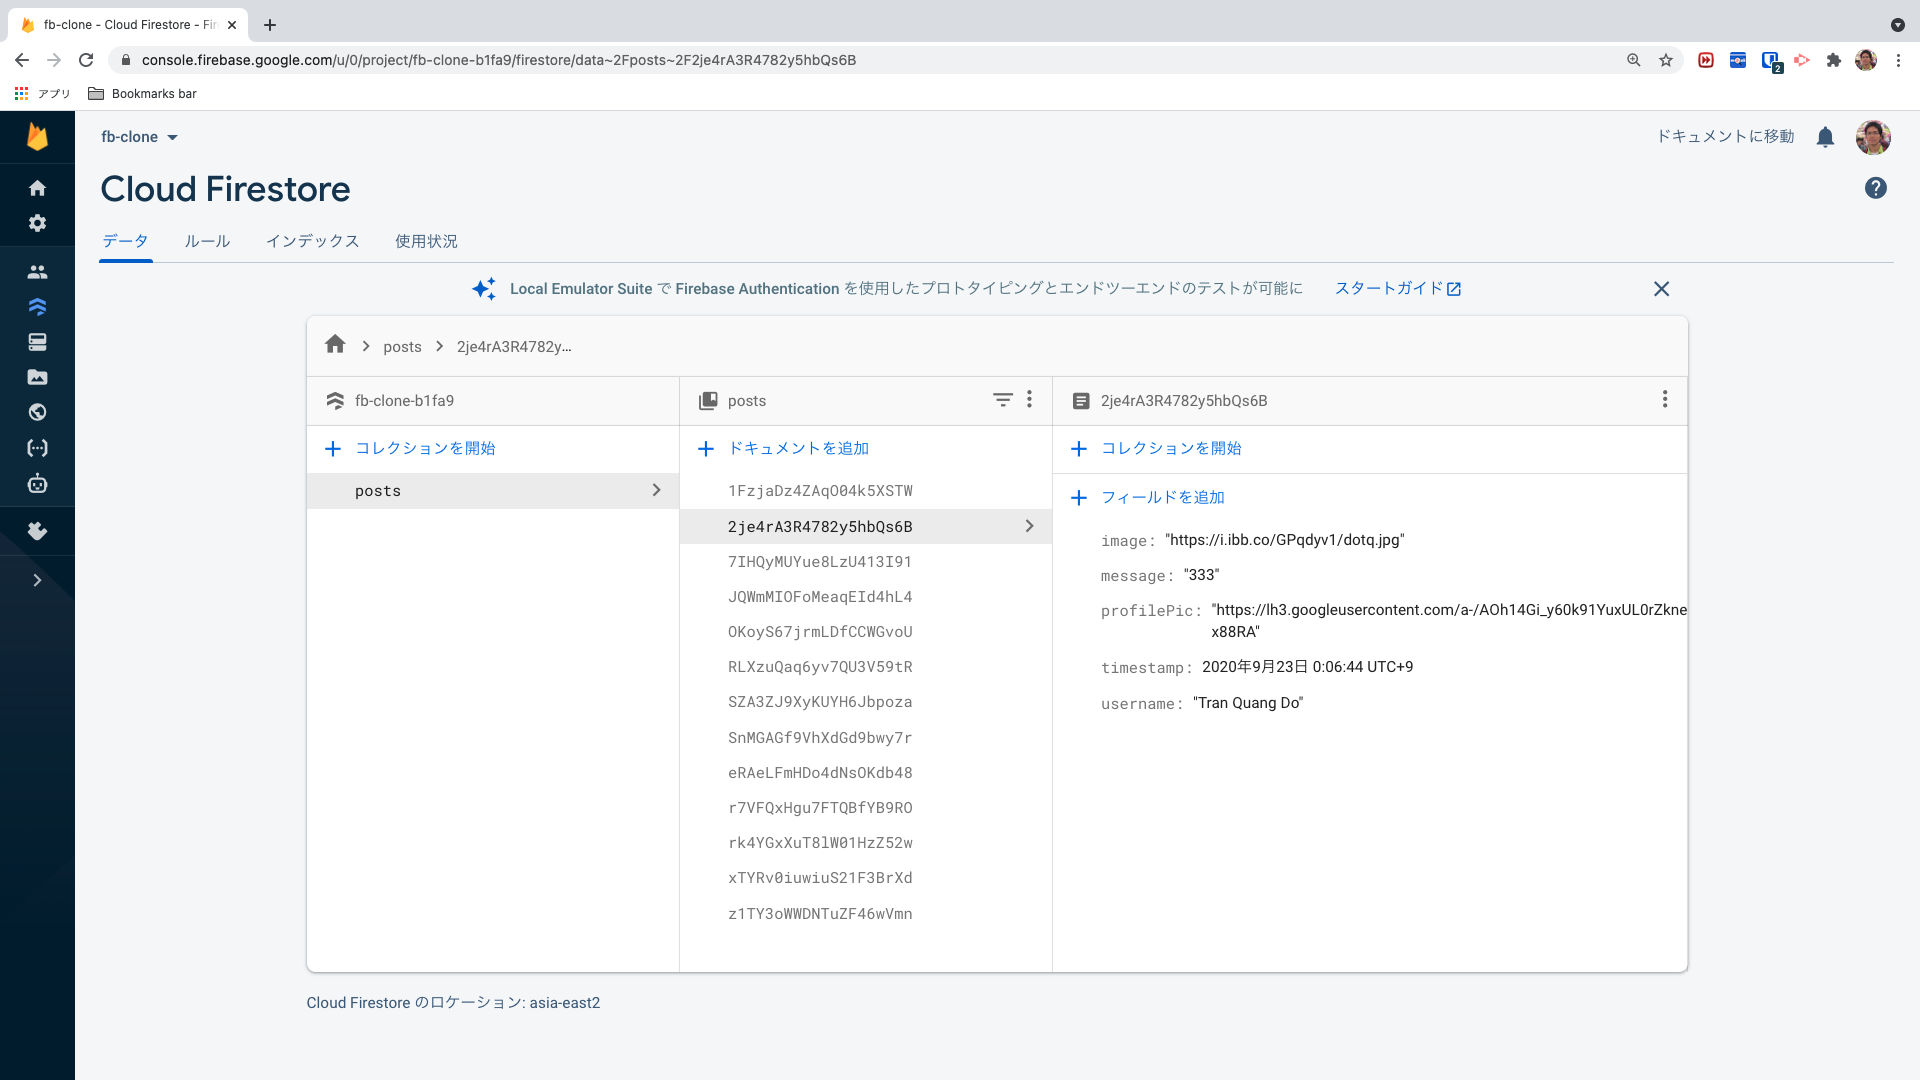 fb-clone - Cloud Firestore - Fir
console.firebase.google.com/u/0/project/fb-clone-b1fa9/firestore/data~2Fposts~2F2je4rA3R4782y5hbQs6B
2
アプリ
Bookmarks bar
fb-clone
ドキュメントに移動
Cloud Firestore
?
データ
ルール
インデックス
使用状況
Local Emulator Suite で Firebase Authentication を使用したプロトタイピングとエンドツーエンドのテストが可能に
スタートガイド
posts
2je4rA3R4782y...
fb-clone-b1fa9
posts
2je4rA3R4782y5hbQs6B
コレクションを開始
ドキュメントを追加
コレクションを開始
posts
1FzjaDz4ZAqO04k5XSTW
2je4rA3R4782y5hbQs6B
7IHQyMUYue8LzU413I91
JQWmMIOFoMeaqEId4hL4
OKoyS67jrmLDfCCWGvoU
RLXzuQaq6yv7QU3V59tR
SZA3ZJ9XyKUYH6Jbpoza
SnMGAGf9VhXdGd9bwy7r
eRAeLFmHDo4dNsOKdb48
r7VFQxHgu7FTQBfYB9RO
rk4YGxXuT8lW01HzZ52w
xTYRv0iuwiuS21F3BrXd
z1TY3oWWDNTuZF46wVmn
フィールドを追加
image: "https://i.ibb.co/GPqdyv1/dotq.jpg"
message: "333"
profilePic: "https://lh3.googleusercontent.com/a-/AOh14Gi_y60k91YuxUL0rZkne
x88RA"
timestamp: 2020年9月23日 0:06:44 UTC+9
username: "Tran Quang Do"
Cloud Firestore のロケーション: asia-east2